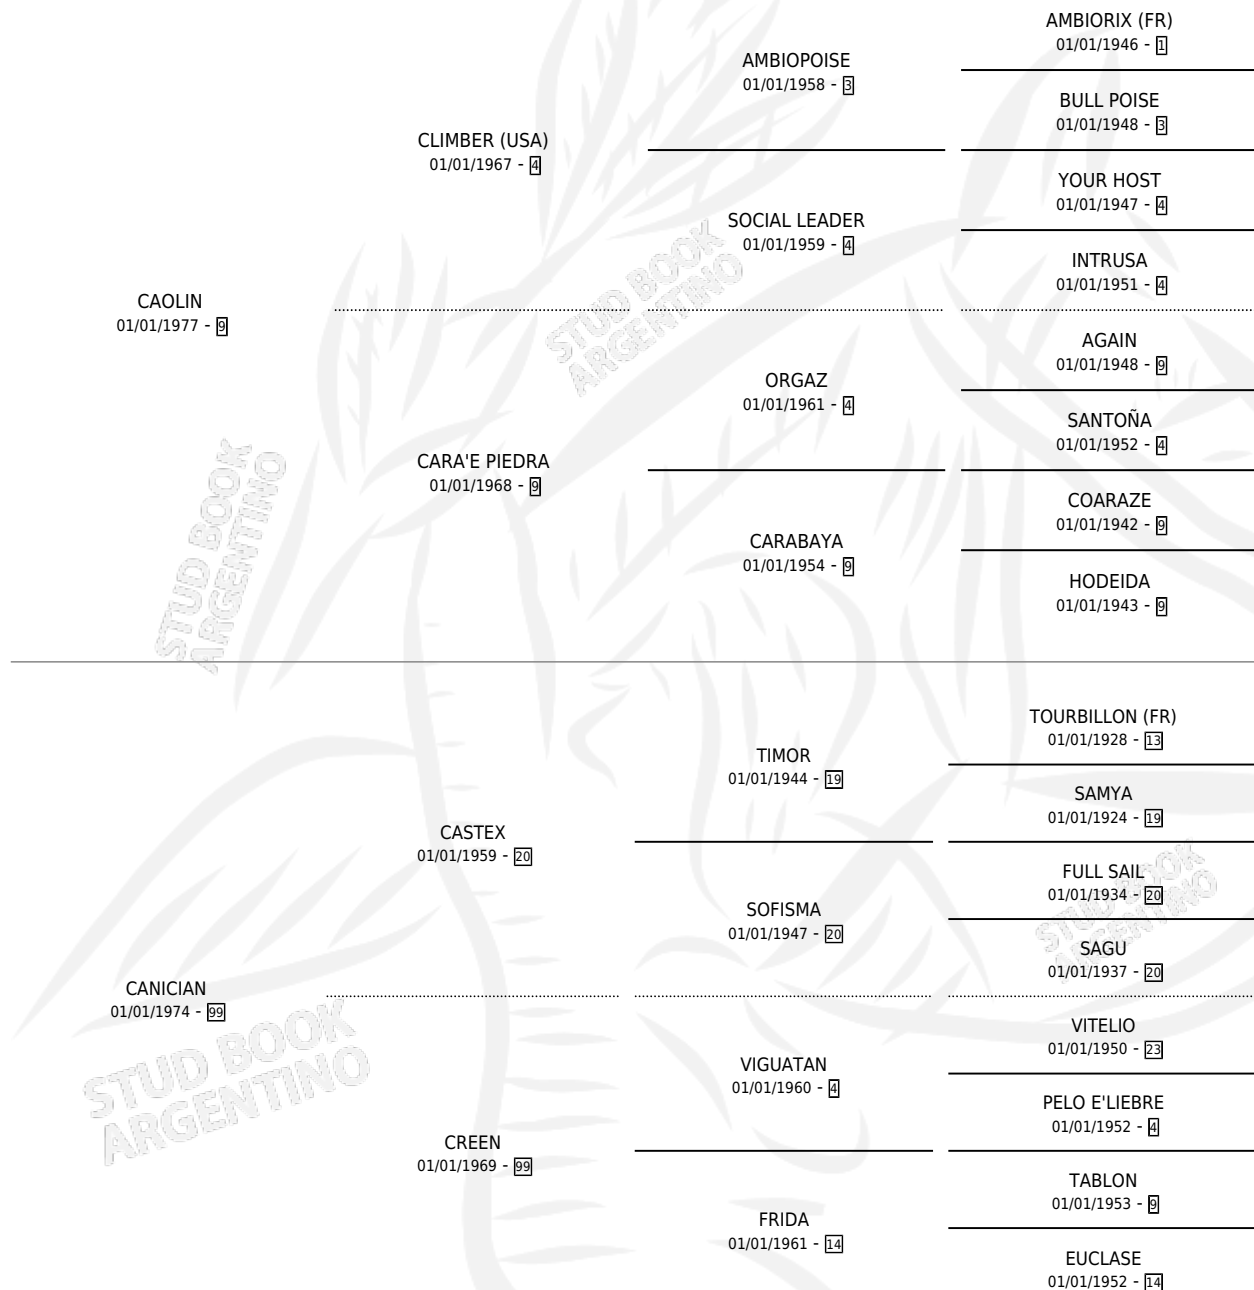 AMBIORIX (FR)
01/01/1946 - 1
AMBIOPOISE
01/01/1958 - 3
BULL POISE
01/01/1948 - 3
CLIMBER (USA)
01/01/1967 - 4
YOUR HOST
01/01/1947 - 4
SOCIAL LEADER
01/01/1959 - 4
INTRUSA
01/01/1951 - 4
CAOLIN
01/01/1977 - 9
AGAIN
01/01/1948 - 9
ORGAZ
01/01/1961 - 4
SANTOÑA
01/01/1952 - 4
CARA'E PIEDRA
01/01/1968 - 9
COARAZE
01/01/1942 - 9
CARABAYA
01/01/1954 - 9
HODEIDA
01/01/1943 - 9
STUD BOOK
ARGENTINO
STUD BOOK
ARGENTINO
TOURBILLON (FR)
01/01/1928 - 13
TIMOR
01/01/1944 - 19
SAMYA
01/01/1924 - 19
CASTEX
01/01/1959 - 20
FULL SAIL
01/01/1934 - 20
SOFISMA
01/01/1947 - 20
SAGU
01/01/1937 - 20
CANICIAN
01/01/1974 - 99
VITELIO
01/01/1950 - 23
VIGUATAN
01/01/1960 - 4
PELO E'LIEBRE
01/01/1952 - 4
CREEN
01/01/1969 - 99
TABLON
01/01/1953 - 9
FRIDA
01/01/1961 - 14
EUCLASE
01/01/1952 - 14
STUD BOOK
ARGENTINO
STUD BOOK
ARGENTINO